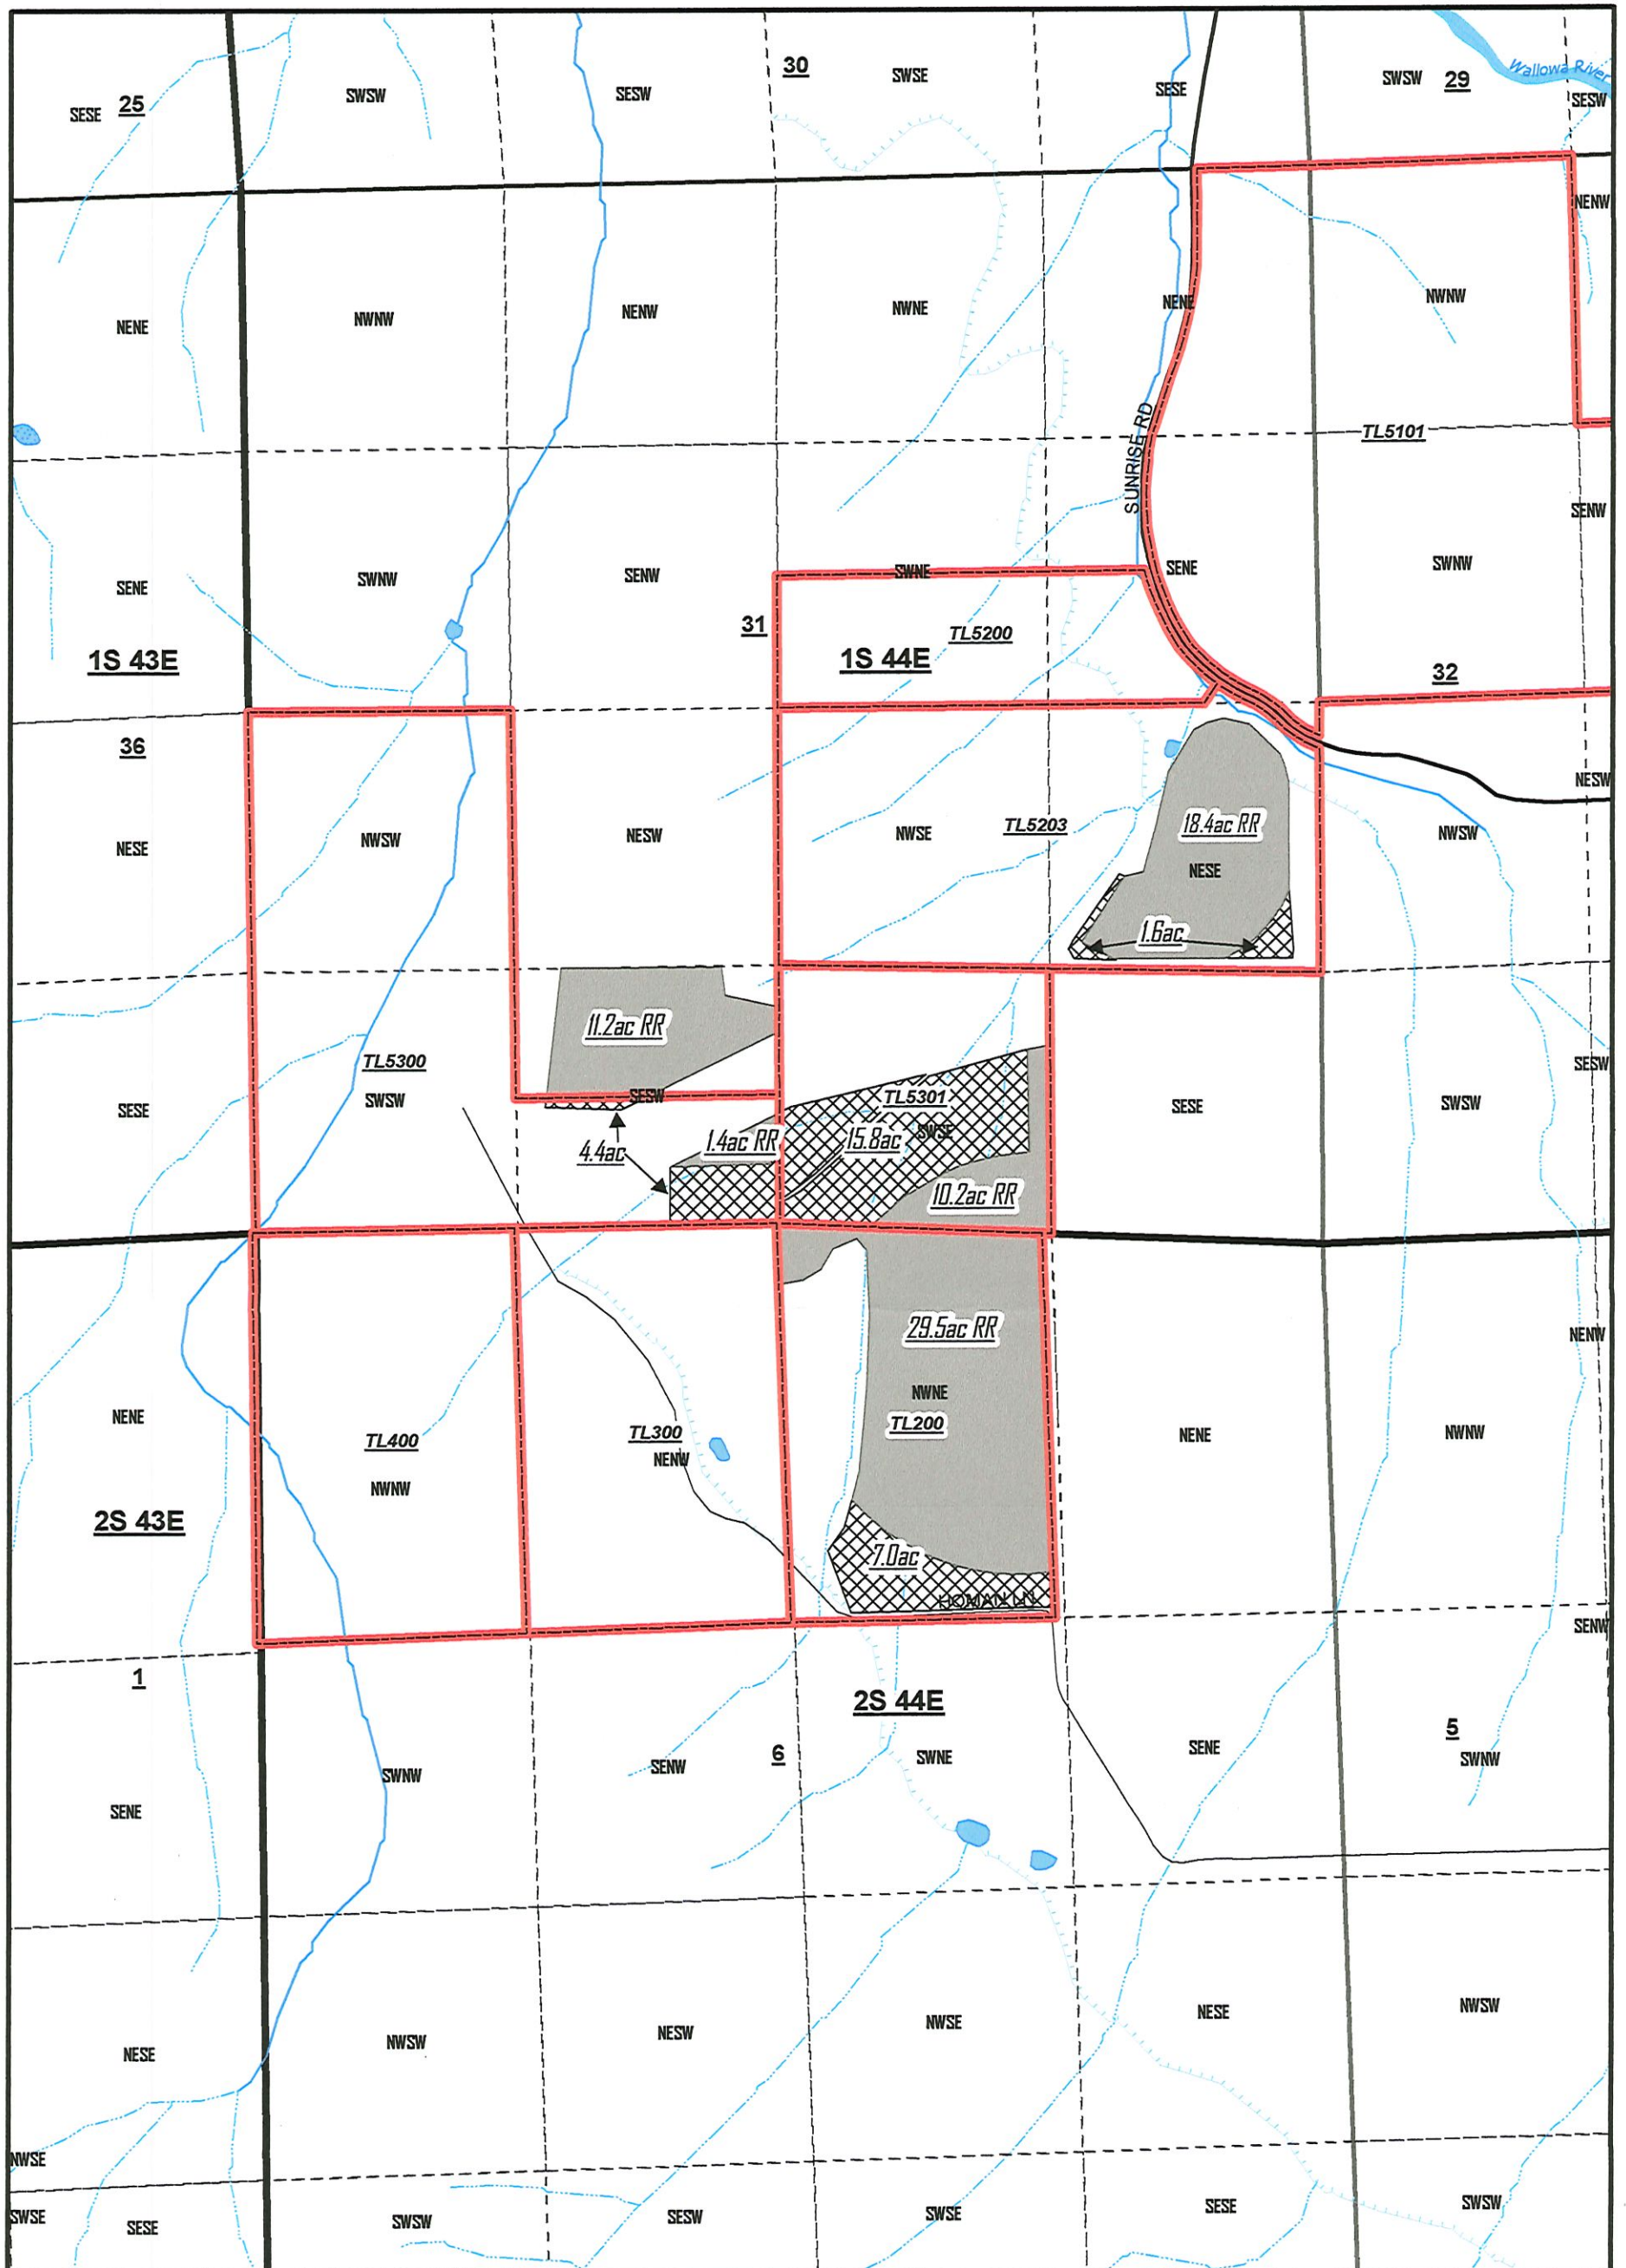 30
SWSE
Wallowa River
SWSW
29
SESE
SESW
SWSW
SESW
25
SESE
NENW
NENE
NWNW
NWNE
NENW
NWNW
NENE
TL5101
SUNRISE RD
SENW
SWNW
SENE
SWNE
SENW
SWNW
SENE
31
TL5200
1S 44E
1S 43E
32
36
NESW
18.4ac RR
TL5203
NWSE
NESW
NWSW
NWSW
NESE
NESE
1.6ac
11.2ac RR
TL5300
SESW
SESW
TL5301
SWSW
SWSW
SESE
SESE
SWSE
15.8ac
1.4ac RR
4.4ac
10.2ac RR
29.5ac RR
NENW
NWNE
TL200
NENE
TL400
TL300
NENW
NWNW
NENE
NWNW
2S 43E
7.0ac
HOMAN LN
SENW
1
2S 44E
5
6
SENE
SWNE
SWNW
SENW
SWNW
SENE
NWSW
NESE
NWSE
NESW
NWSW
NESE
NWSE
SWSE
SESE
SWSW
SESW
SWSE
SESE
SWSW